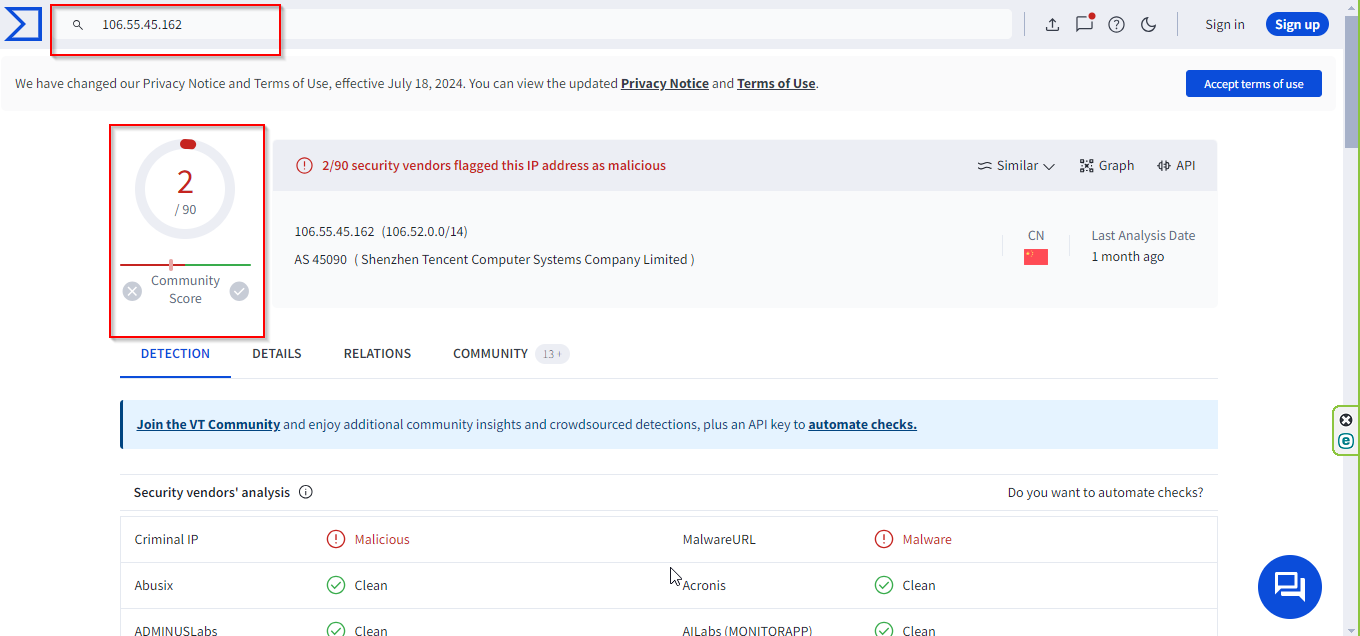 106.55.45.162
Sign in
Sign up
We have changed our Privacy Notice and Terms of Use, effective July 18, 2024. You can view the updated Privacy Notice and Terms of Use.
Accept terms of use
2
/ 90
Community
Score
2/90 security vendors flagged this IP address as malicious
Similar
Graph
API
106.55.45.162 (106.52.0.0/14)
AS 45090 ( Shenzhen Tencent Computer Systems Company Limited )
CN
Last Analysis Date
1 month ago
DETECTION
DETAILS
RELATIONS
COMMUNITY
13 +
Join the VT Community and enjoy additional community insights and crowdsourced detections, plus an API key to automate checks.
Security vendors' analysis
Do you want to automate checks?
Criminal IP
Malicious
MalwareURL
Malware
Abusix
Clean
Acronis
Clean
ADMINUSLabs
Clean
AILabs (MONITORAPP)
Clean